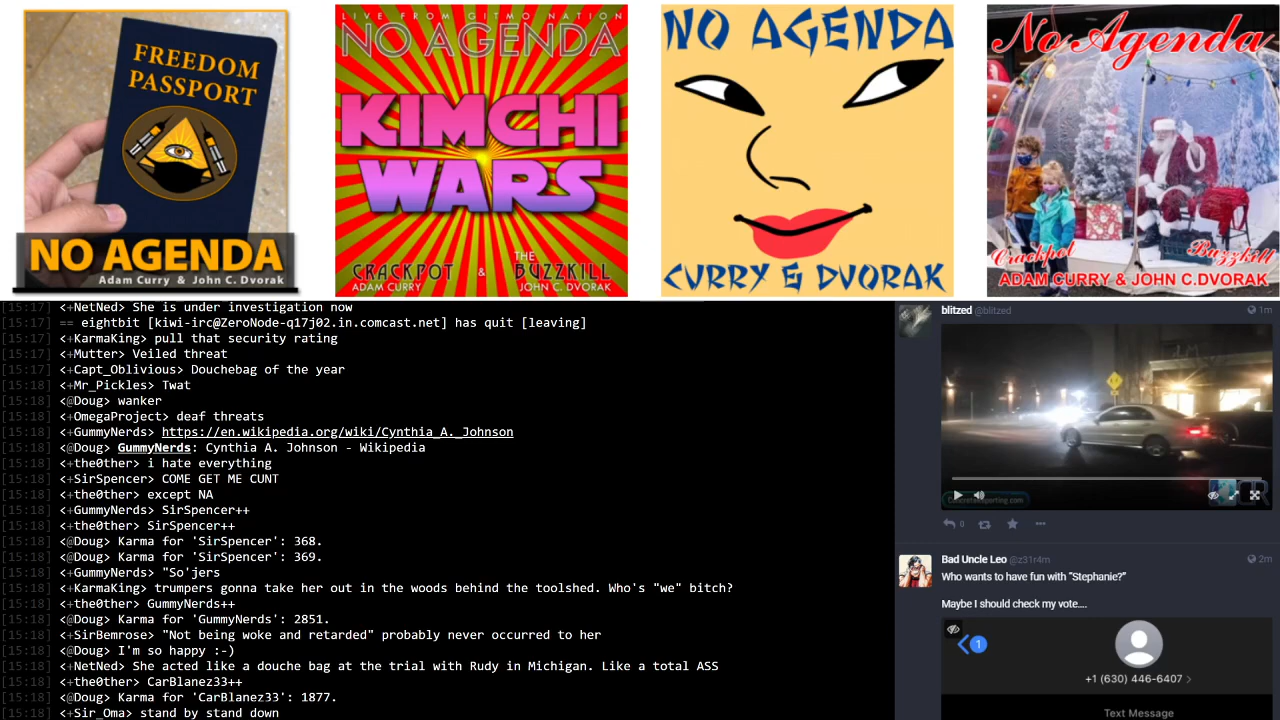 FREEDOM
PASSPORT
NO AGENDA
Adam Curry & John C. Dvorak
LIVE FROM GITMO NATION
NO AGENDA
KIMCHI
WARS
CRACKPOT & THE BUZZKILL
ADAM CURRY JOHN C. DVORAK
NO AGENDA
CURRY & DVORAK
No Agenda
Crackpot Buzzkill
ADAM CURRY & JOHN C.DVORAK
[15:17] <+NetNed> She is under investigation now
[15:17] == eightbit [kiwi-irc@ZeroNode-q17j02.in.comcast.net] has quit [leaving]
[15:17] <+KarmaKing> pull that security rating
[15:17] <+Mutter> Veiled threat
[15:17] <+Capt_Oblivious> Douchebag of the year
[15:18] <+Mr_Pickles> Twat
[15:18] <@Doug> wanker
[15:18] <+OmegaProject> deaf threats
[15:18] <+GummyNerds> https://en.wikipedia.org/wiki/Cynthia_A._Johnson
[15:18] <@Doug> GummyNerds: Cynthia A. Johnson - Wikipedia
[15:18] <+the0ther> i hate everything
[15:18] <+SirSpencer> COME GET ME CUNT
[15:18] <+the0ther> except NA
[15:18] <+GummyNerds> SirSpencer++
[15:18] <+the0ther> SirSpencer++
[15:18] <@Doug> Karma for 'SirSpencer': 368.
[15:18] <@Doug> Karma for 'SirSpencer': 369.
[15:18] <+GummyNerds> "So'jers
[15:18] <+KarmaKing> trumpers gonna take her out in the woods behind the toolshed. Who's "we" bitch?
[15:18] <+the0ther> GummyNerds++
[15:18] <@Doug> Karma for 'GummyNerds': 2851.
[15:18] <+SirBemrose> "Not being woke and retarded" probably never occurred to her
[15:18] <@Doug> I'm so happy :-)
[15:18] <+NetNed> She acted like a douche bag at the trial with Rudy in Michigan. Like a total ASS
[15:18] <+the0ther> CarBlanez33++
[15:18] <@Doug> Karma for 'CarBlanez33': 1877.
[15:18] <+Sir_Oma> stand by stand down
blitzed @blitzed 1m
0
Bad Uncle Leo @z31r4m 2m
Who wants to have fun with “Stephanie?”
Maybe I should check my vote....
1
+1 (630) 446-6407
Text Message